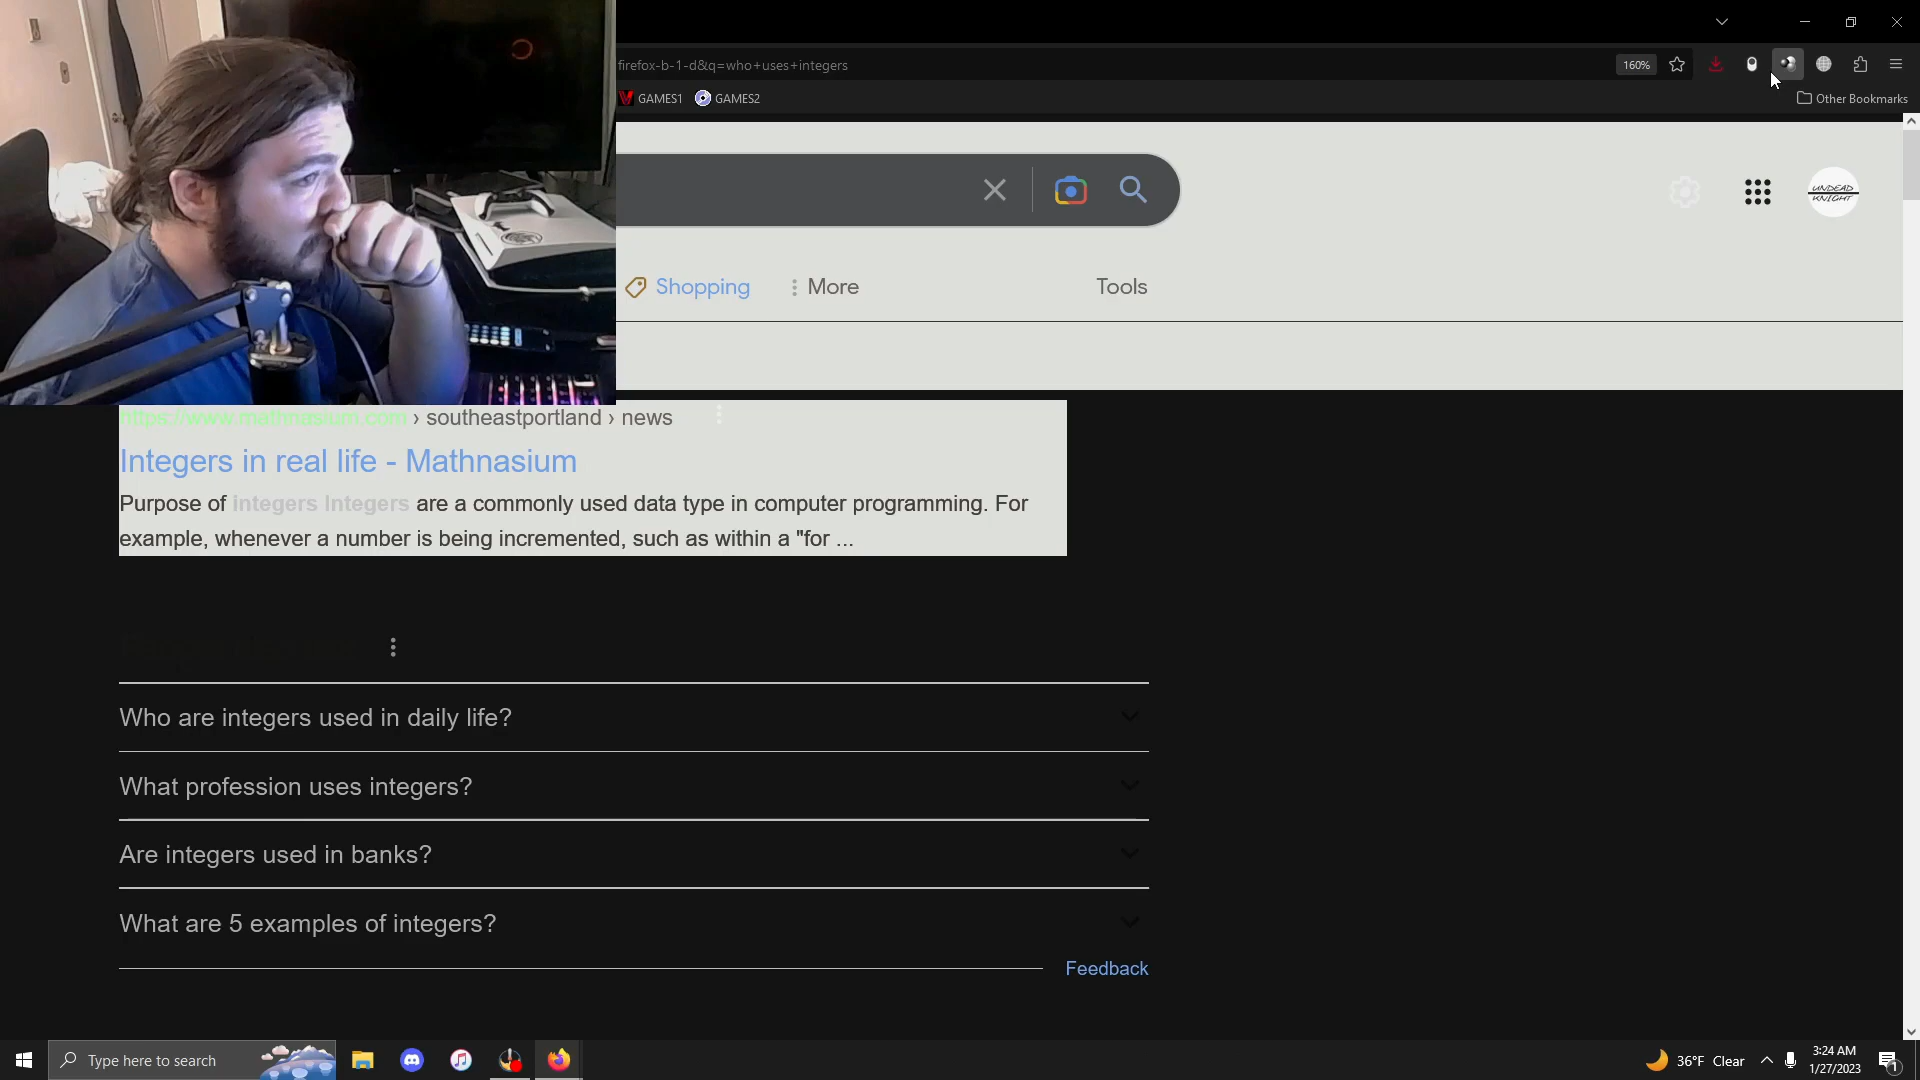 firefox-b-1-d&q=who+uses+integers
160%
GAMES1
GAMES2
Other Bookmarks
UNDEAD
KNIGHT
Shopping
More
Tools
https://www.mathnasium.com › southeastportland › news
Integers in real life - Mathnasium
Purpose of integers Integers are a commonly used data type in computer programming. For
example, whenever a number is being incremented, such as within a "for ...
Who are integers used in daily life?
What profession uses integers?
Are integers used in banks?
What are 5 examples of integers?
Feedback
Type here to search
36°F Clear
3:24 AM
1/27/2023
1